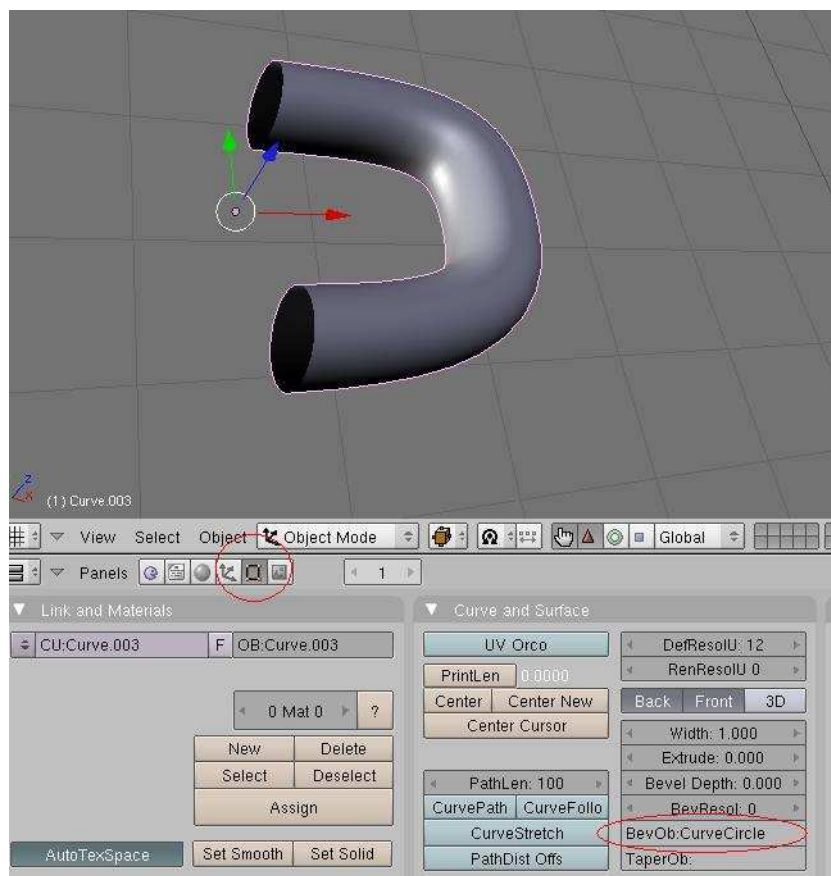 z
x
(1) Curve.003
View Select Object Object Mode Global
Panels 1
Link and Materials
CU:Curve.003 F OB:Curve.003
0 Mat 0 ?
New Delete
Select Deselect
Assign
AutoTexSpace Set Smooth Set Solid
Curve and Surface
UV Orco
PrintLen 0.0000
Center Center New
Center Cursor
PathLen: 100
CurvePath CurveFollo
CurveStretch
PathDist Offs
DefResolU: 12
RenResolU 0
Back Front 3D
Width: 1.000
Extrude: 0.000
Bevel Depth: 0.000
BevResol: 0
BevOb:CurveCircle
TaperOb: